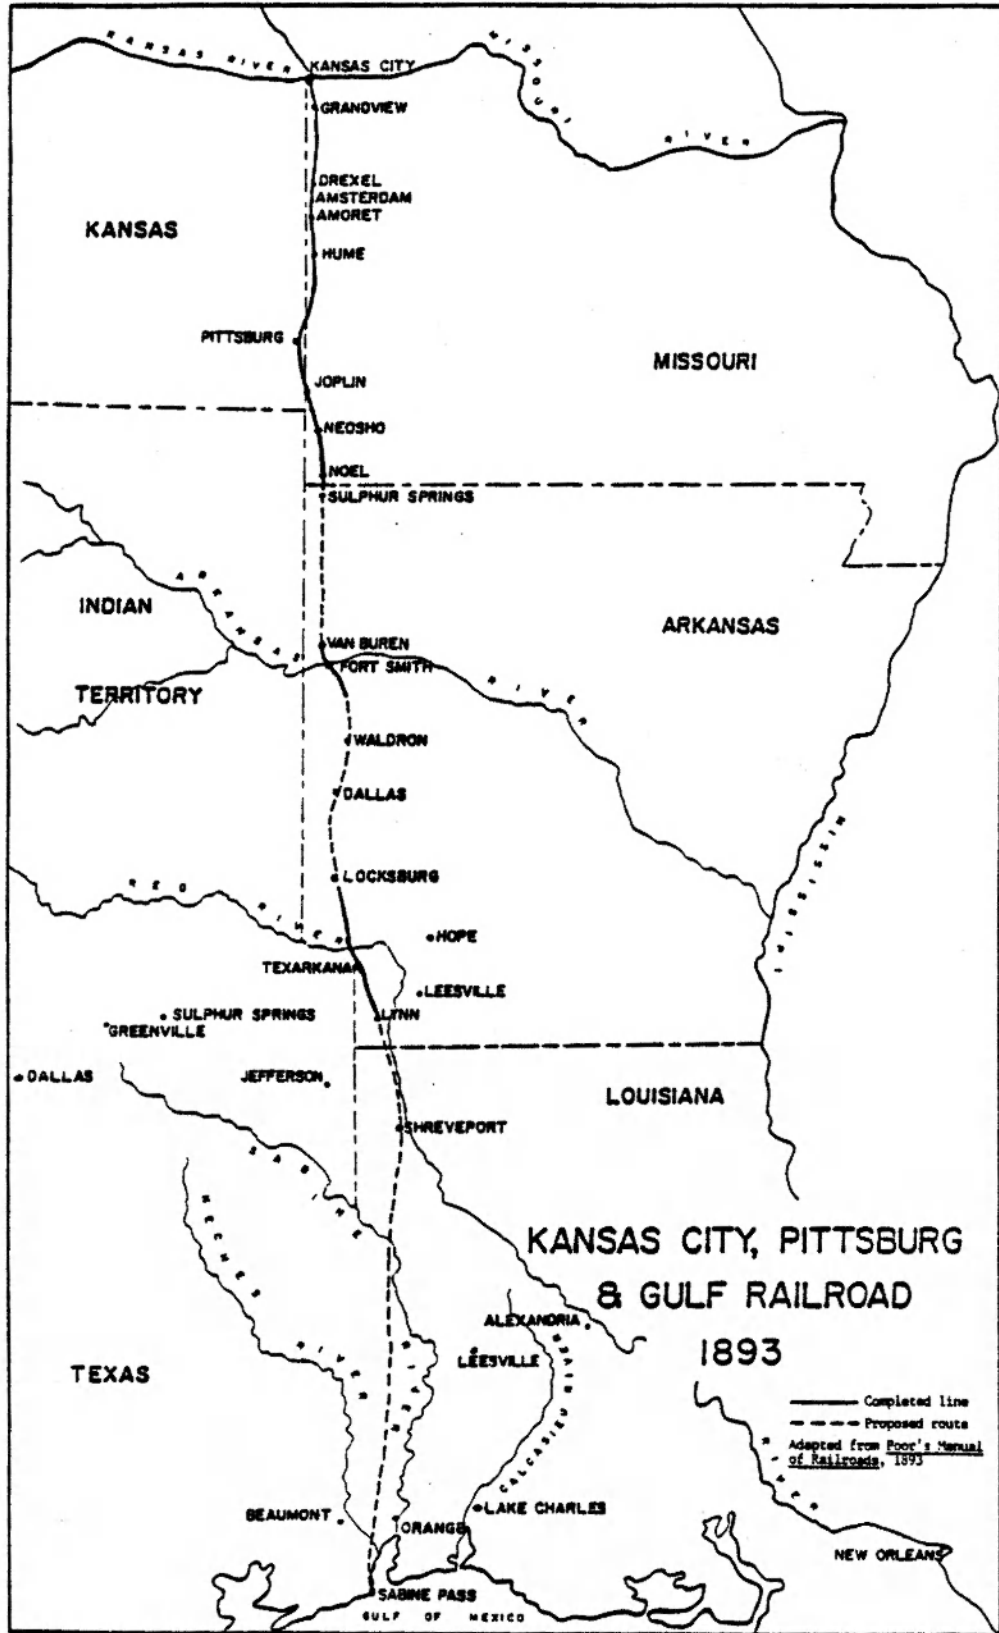 KANSAS RIVER
KANSAS CITY
MISSOURI
RIVER
GRANDVIEW
DREXEL
AMSTERDAM
AMORET
KANSAS
HUME
PITTSBURG
MISSOURI
JOPLIN
NEOSHO
NOEL
SULPHUR SPRINGS
ARKANSAS
RIVER
INDIAN
TERRITORY
ARKANSAS
VAN BUREN
FORT SMITH
WALDRON
DALLAS
LOCKSBURG
MISSISSIPPI
RED RIVER
HOPE
TEXARKANA
LEESVILLE
SULPHUR SPRINGS
GREENVILLE
LYNN
DALLAS
JEFFERSON
LOUISIANA
SHREVEPORT
SABINE
RIVER
NECHES
RIVER
KANSAS CITY, PITTSBURG
& GULF RAILROAD
1893
ALEXANDRIA
LEESVILLE
CALCASIEU RIVER
TEXAS
Completed line
Proposed route
Adapted from Poor's Manual
of Railroads, 1893
RIVER
BEAUMONT
ORANGE
LAKE CHARLES
NEW ORLEANS
SABINE PASS
GULF OF MEXICO